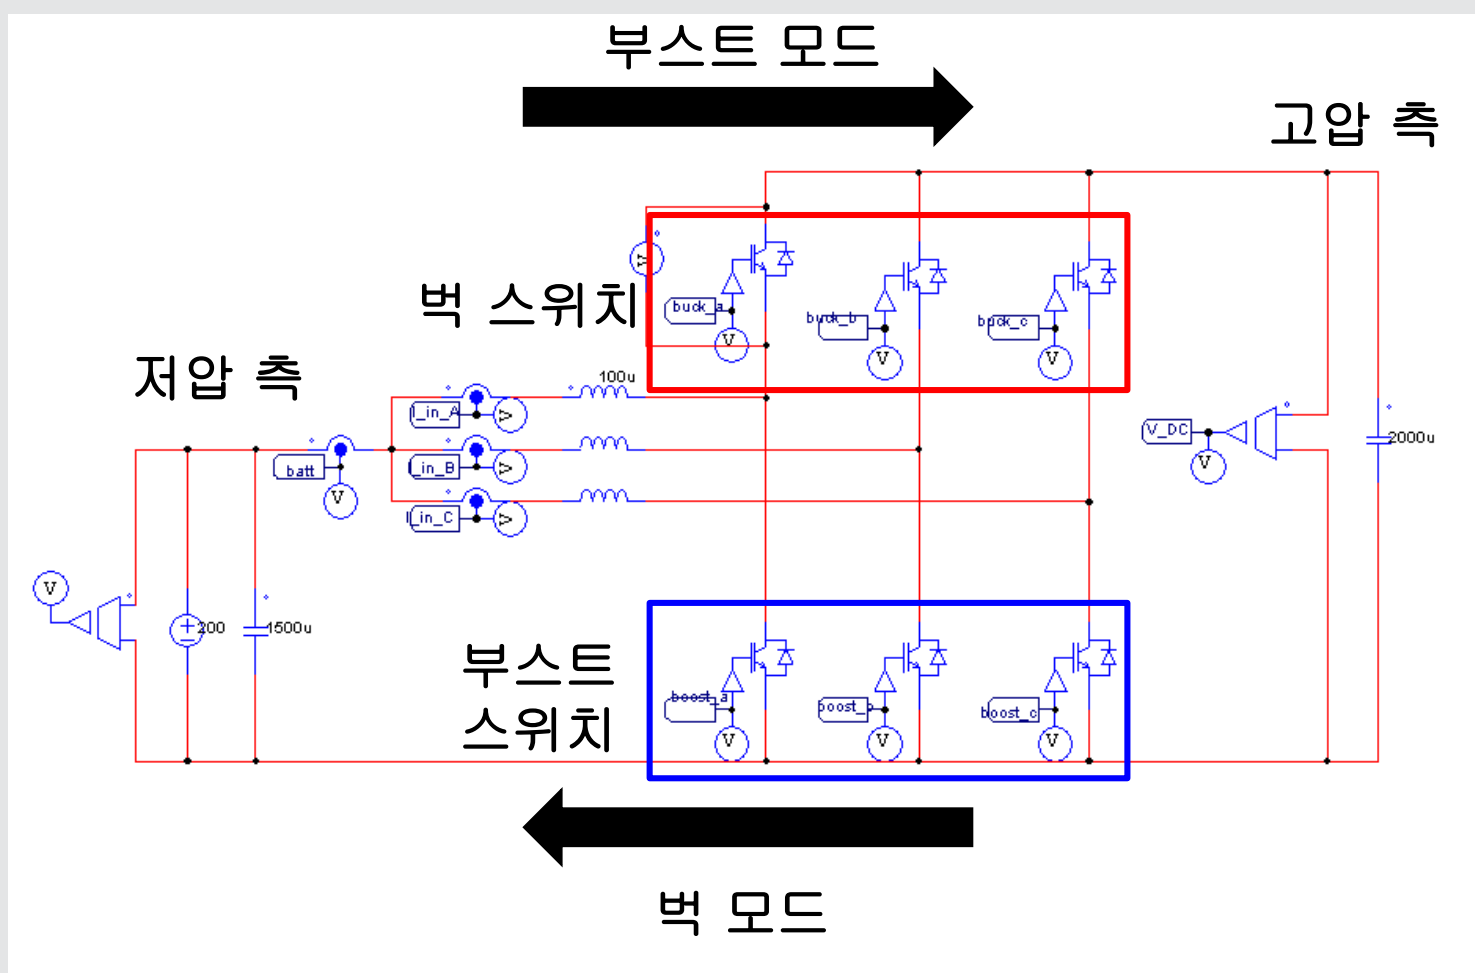 부스트 모드
고압 측
벅 스위치
buck_a
buck_b
buck_c
저압 측
100u
I_in_A
V_DC
2000u
I_in_B
batt
I_in_C
V
V
V
V
V
V
V
V
V
200
1500u
V
부스트
스위치
boost_a
boost_b
boost_c
V
V
V
벅 모드